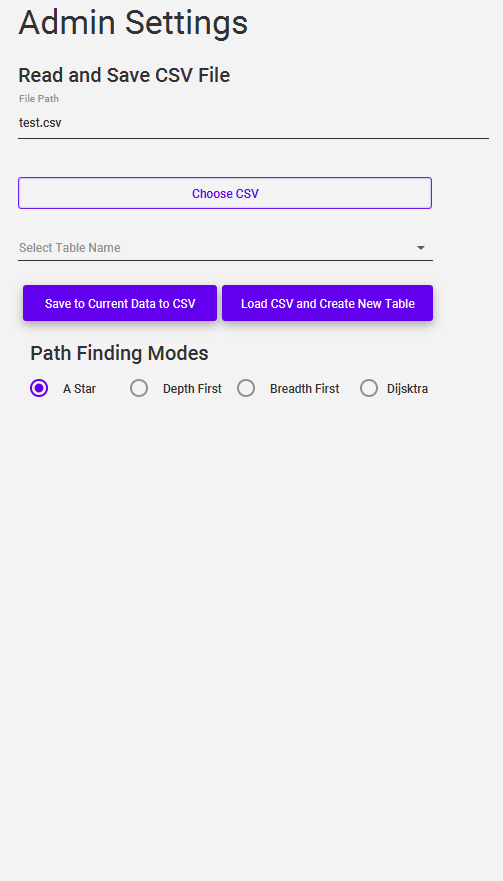 Admin Settings
Read and Save CSV File
File Path
test.csv
Choose CSV
Select Table Name
Save to Current Data to CSV Load CSV and Create New Table
Path Finding Modes
A Star Depth First Breadth First Dijsktra